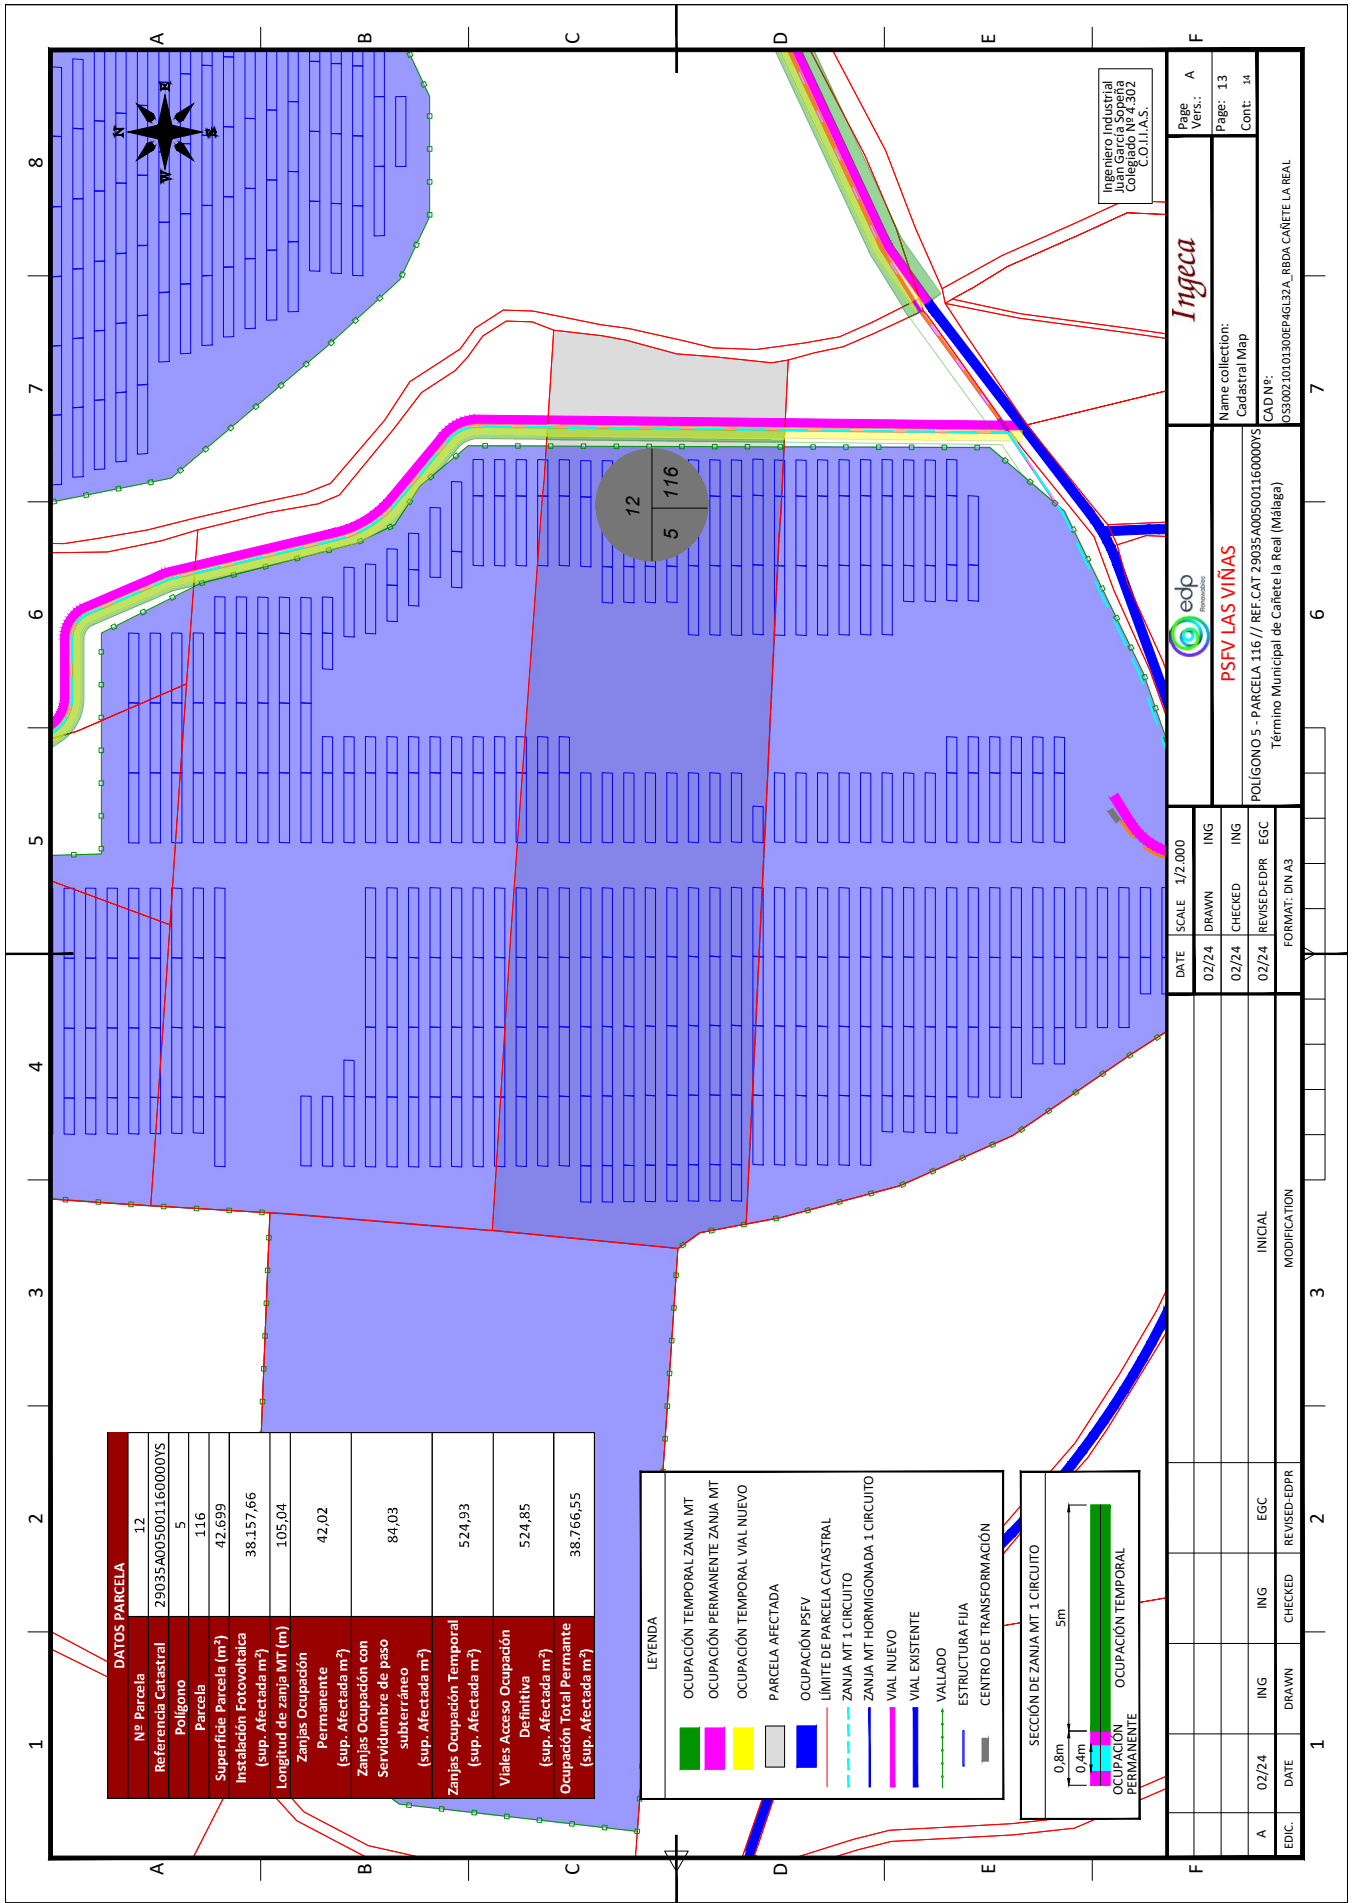 1
2
3
4
5
6
7
8
A
B
C
D
E
F
N
E
W
12
5
116
DATOS PARCELA
Nº Parcela 12
Referencia Catastral 29035A005001160000YS
Polígono 5
Parcela 116
Superficie Parcela (m²) 42.699
Instalación Fotovoltaica
(sup. Afectada m²) 38.157,66
Longitud de zanja MT (m) 105,04
Zanjas Ocupación
Permanente
(sup. Afectada m²) 42,02
Zanjas Ocupación con
Servidumbre de paso
subterráneo
(sup. Afectada m²) 84,03
Zanjas Ocupación Temporal
(sup. Afectada m²) 524,93
Viales Acceso Ocupación
Definitiva
(sup. Afectada m²) 524,85
Ocupación Total Permante
(sup. Afectada m²) 38.766,55
LEYENDA
OCUPACIÓN TEMPORAL ZANJA MT
OCUPACIÓN PERMANENTE ZANJA MT
OCUPACIÓN TEMPORAL VIAL NUEVO
PARCELA AFECTADA
OCUPACIÓN PSFV
LÍMITE DE PARCELA CATASTRAL
ZANJA MT 1 CIRCUITO
ZANJA MT HORMIGONADA 1 CIRCUITO
VIAL NUEVO
VIAL EXISTENTE
VALLADO
ESTRUCTURA FIJA
CENTRO DE TRANSFORMACIÓN
SECCIÓN DE ZANJA MT 1 CIRCUITO
0,8m
0,4m
5m
OCUPACIÓN
PERMANENTE
OCUPACIÓN TEMPORAL
Ingeniero Industrial
Juan García Sopeña
Colegiado Nº 4.302
C.O.I.I.A.S.
A 02/24 ING ING EGC INICIAL
EDIC. DATE DRAWN CHECKED REVISED-EDPR MODIFICATION
DATE SCALE 1/2.000
02/24 DRAWN ING
02/24 CHECKED ING
02/24 REVISED-EDPR EGC
FORMAT: DIN A3
edp
Renewables
PSFV LAS VIÑAS
POLÍGONO 5 - PARCELA 116 // REF.CAT 29035A005001160000YS
Término Municipal de Cañete la Real (Málaga)
Ingeca
Name collection:
Cadastral Map
CAD Nº:
OS300210101300EP4GL32A_RBDA CAÑETE LA REAL
Page
Vers.: A
Page: 13
Cont: 14
A
B
C
D
E
F
1
2
3
6
7